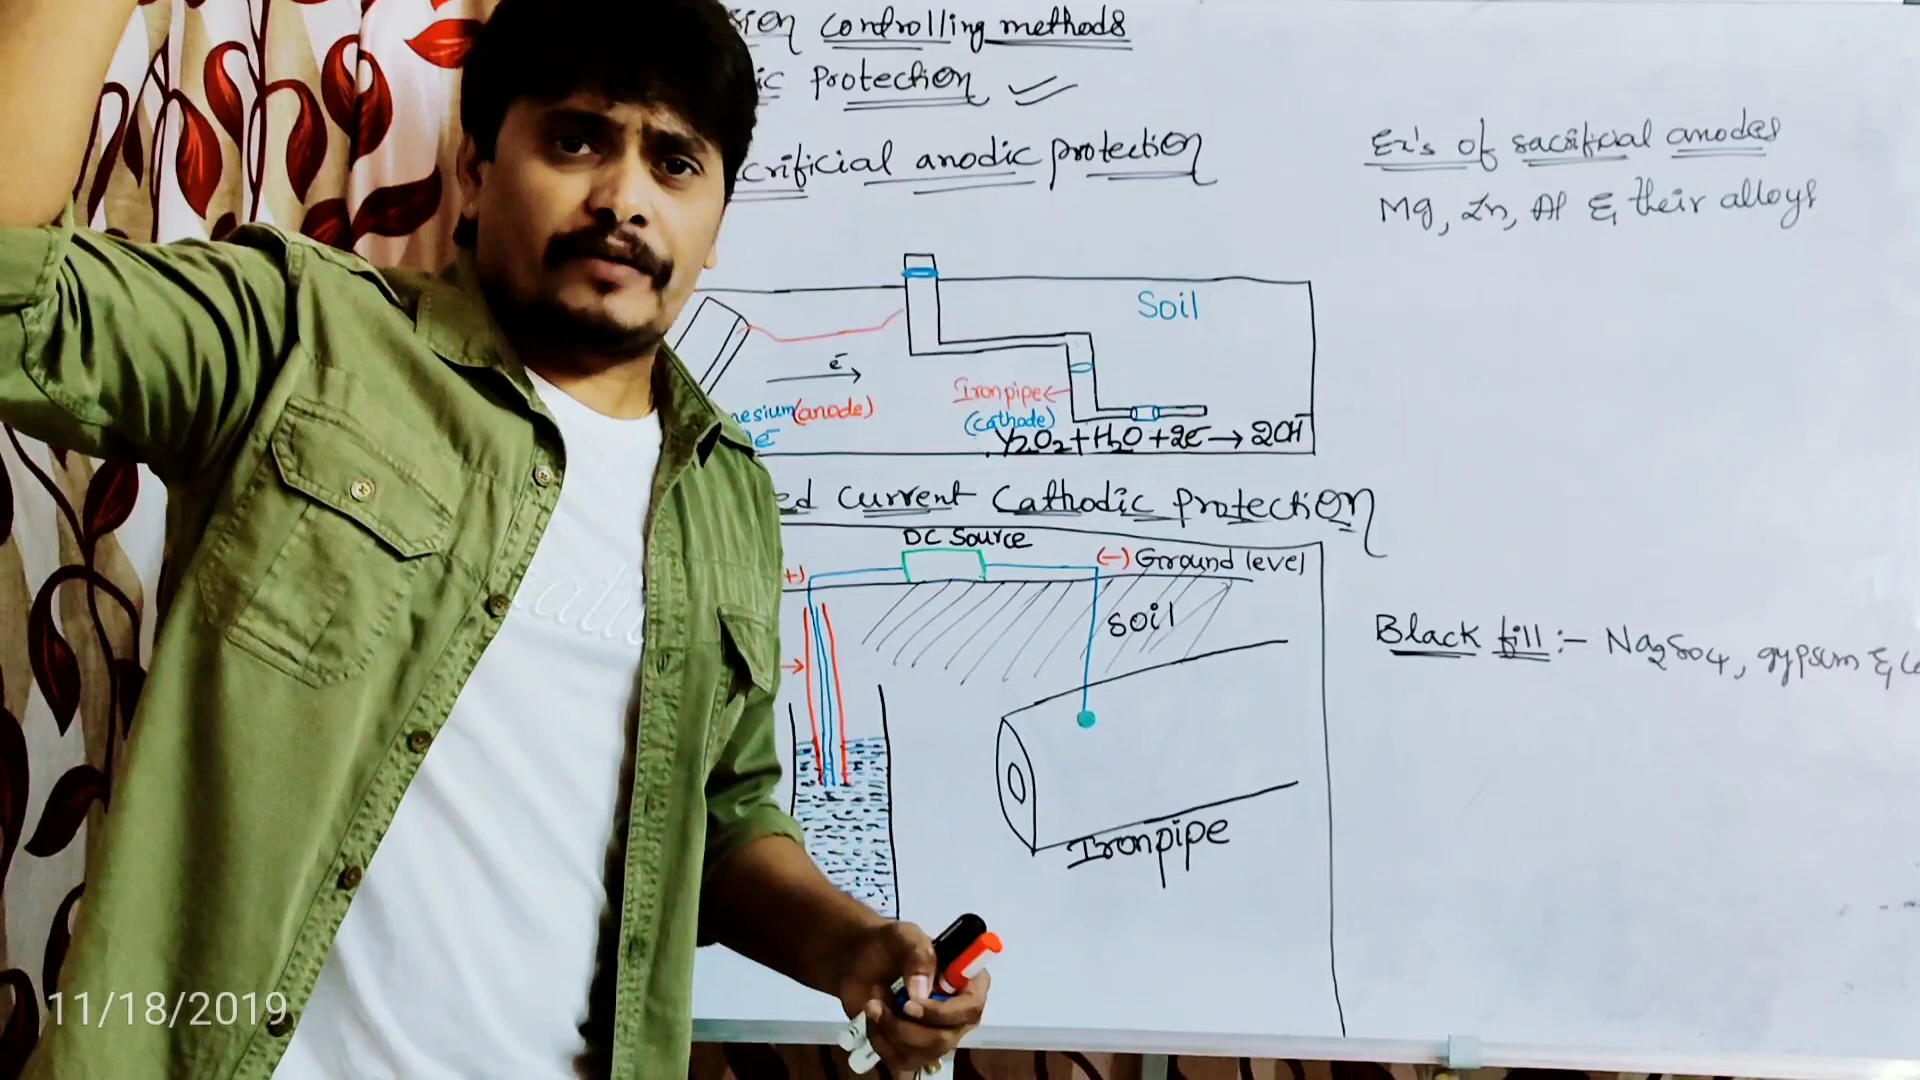 controlling methods
protection
anodic protection
Ex's of sacrificial anodes
Mg, Zn, Al & their alloys
Soil
e-
Iron pipe
(anode)
(cathode)
½O2+H2O+2e-→2OH-
Current Cathodic protection
DC Source
(-) Ground level
soil
Black fill:- Na2SO4, gypsum &
Iron pipe
11/18/2019